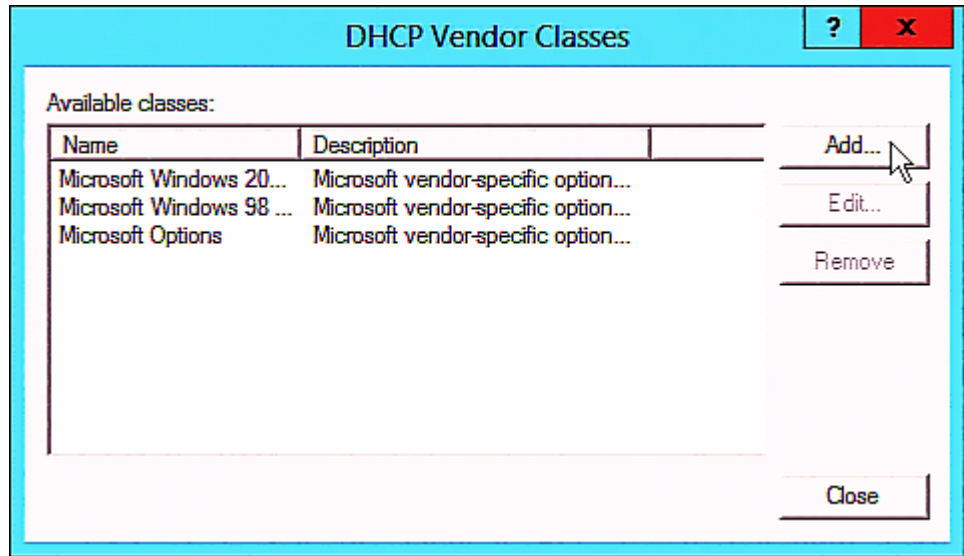 DHCP Vendor Classes
? x
Available classes:
Name Description
Add...
Microsoft Windows 20... Microsoft vendor-specific option...
Microsoft Windows 98 ... Microsoft vendor-specific option...
Edit...
Microsoft Options Microsoft vendor-specific option...
Remove
Close